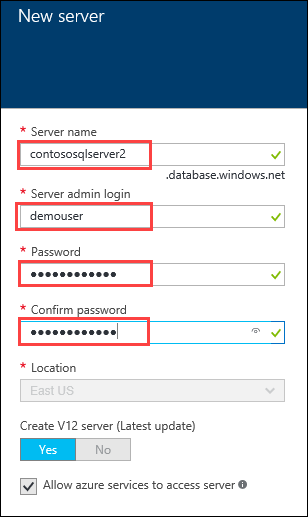 New server
* Server name
contososqlserver2
.database.windows.net
* Server admin login
demouser
* Password
●●●●●●●●●●●●
* Confirm password
●●●●●●●●●●●●
* Location
East US
Create V12 server (Latest update)
Yes No
Allow azure services to access server